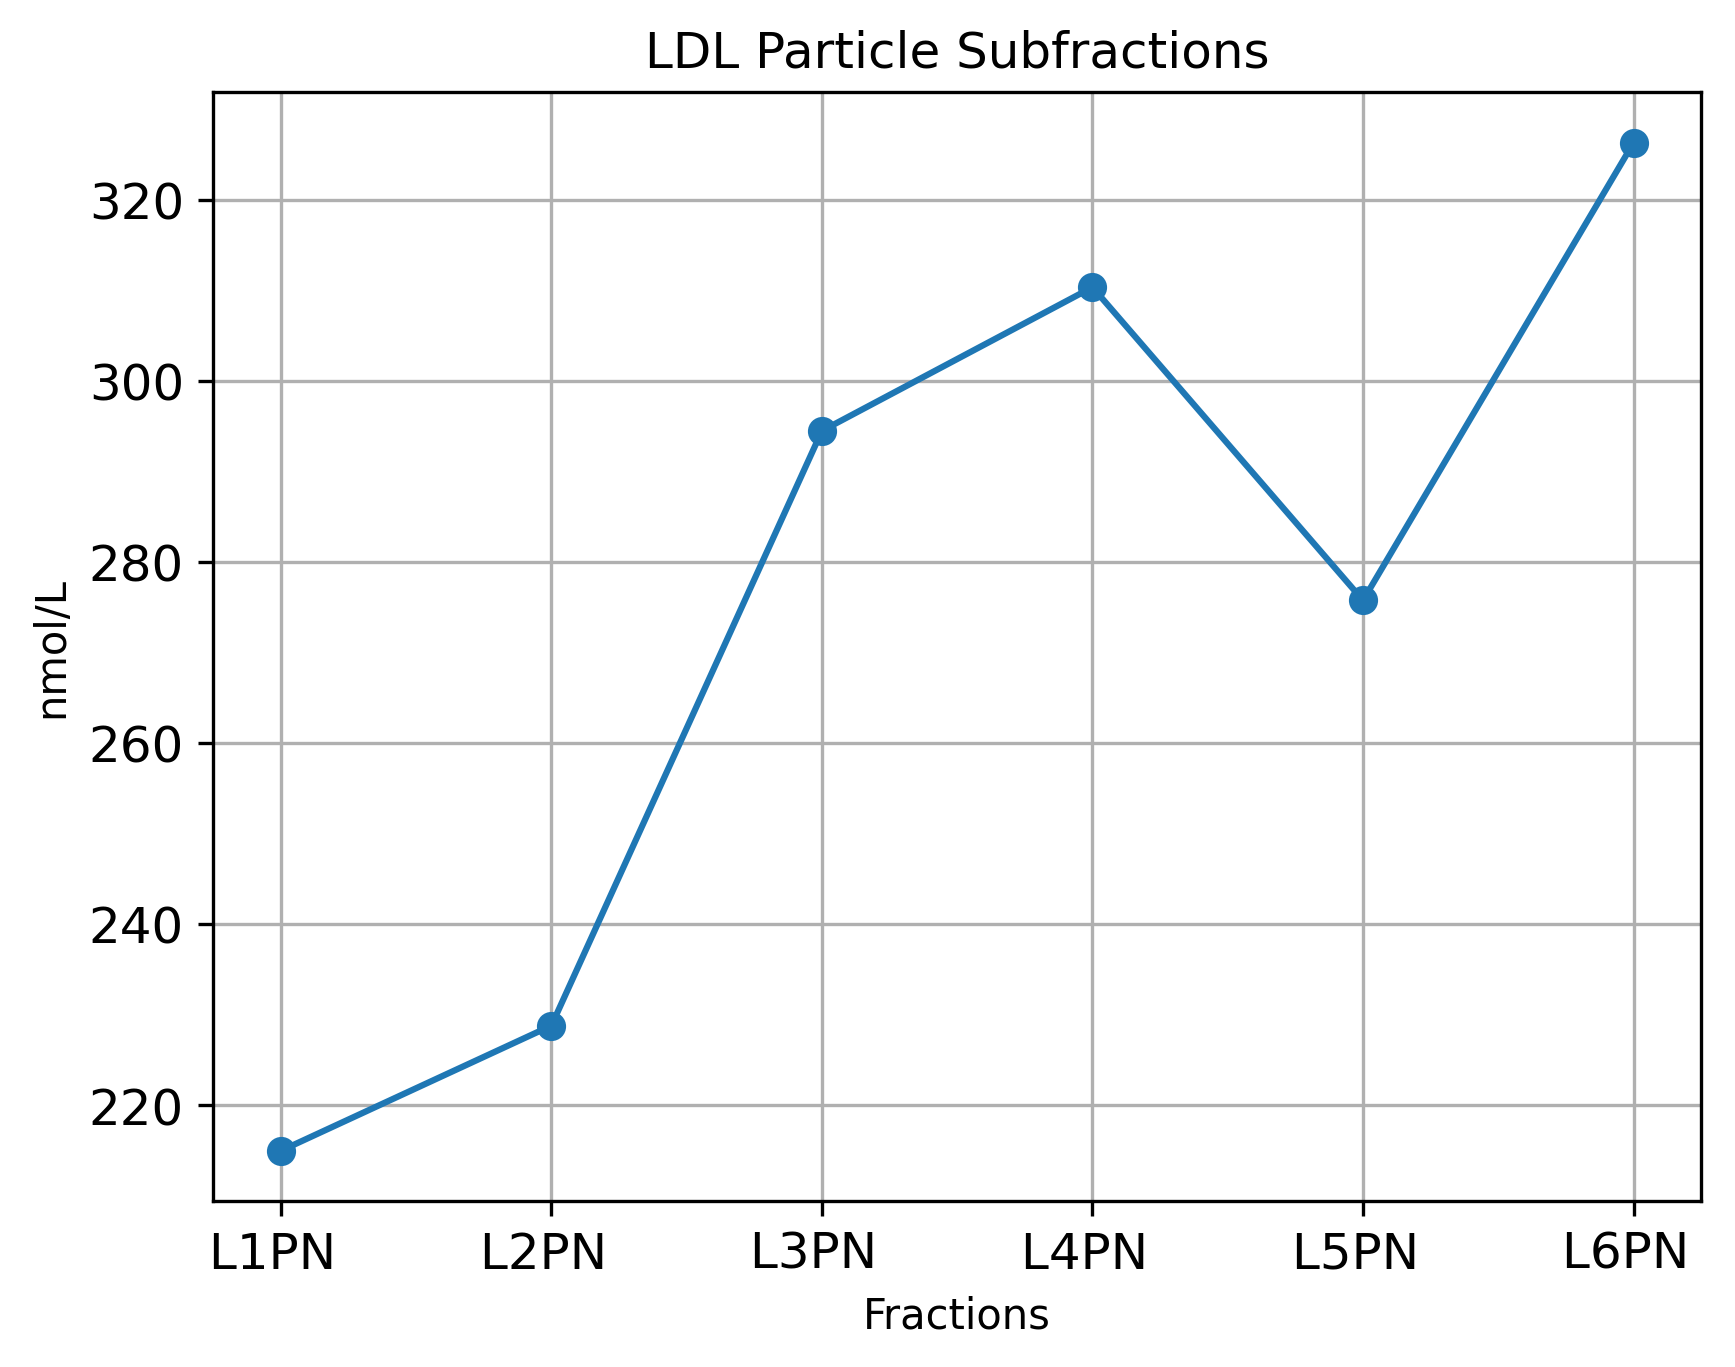 LDL Particle Subfractions
320
300
280
260
240
220
nmol/L
L1PN L2PN L3PN L4PN L5PN L6PN
Fractions